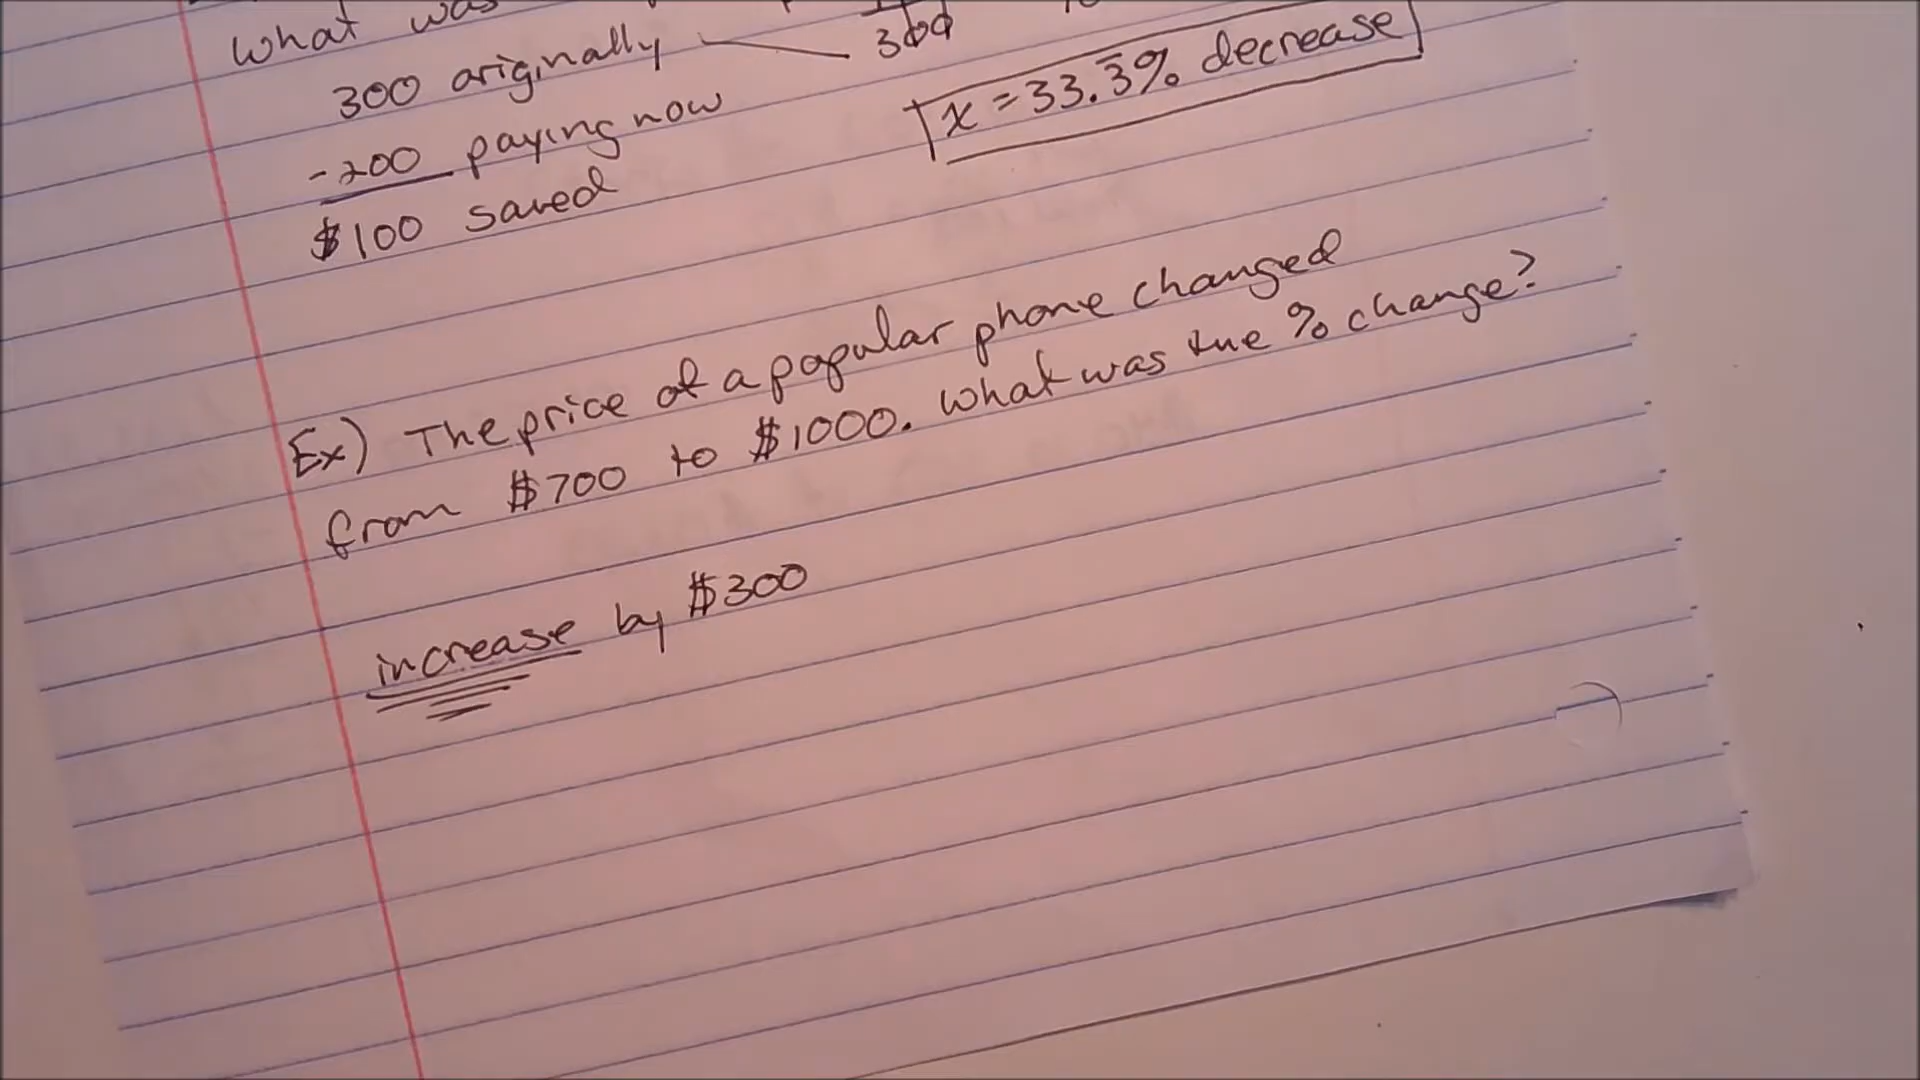 What was
300 originally
300
-200 paying now
$100 saved
x = 33.3̅% decrease
Ex) The price of a popular phone changed
from $700 to $1000. What was the % change?
increase by $300